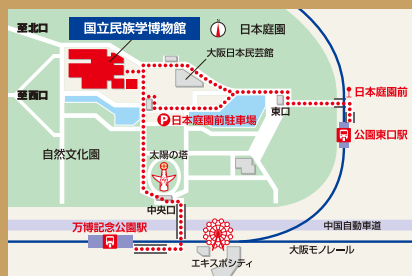 至北口
国立民族学博物館
日本庭園
大阪日本民芸館
至西口
日本庭園前
P日本庭園前駐車場
東口
公園東口駅
自然文化園
太陽の塔
中央口
万博記念公園駅
中国自動車道
大阪モノレール
エキスポシティ